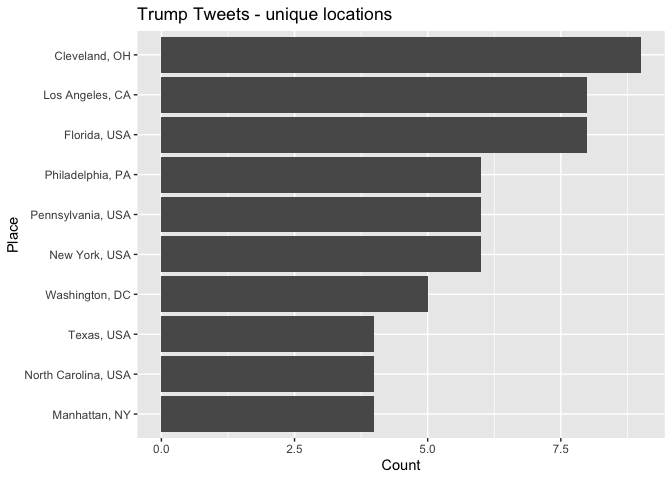 Trump Tweets - unique locations
Place
Cleveland, OH
Los Angeles, CA
Florida, USA
Philadelphia, PA
Pennsylvania, USA
New York, USA
Washington, DC
Texas, USA
North Carolina, USA
Manhattan, NY
0.0 2.5 5.0 7.5
Count